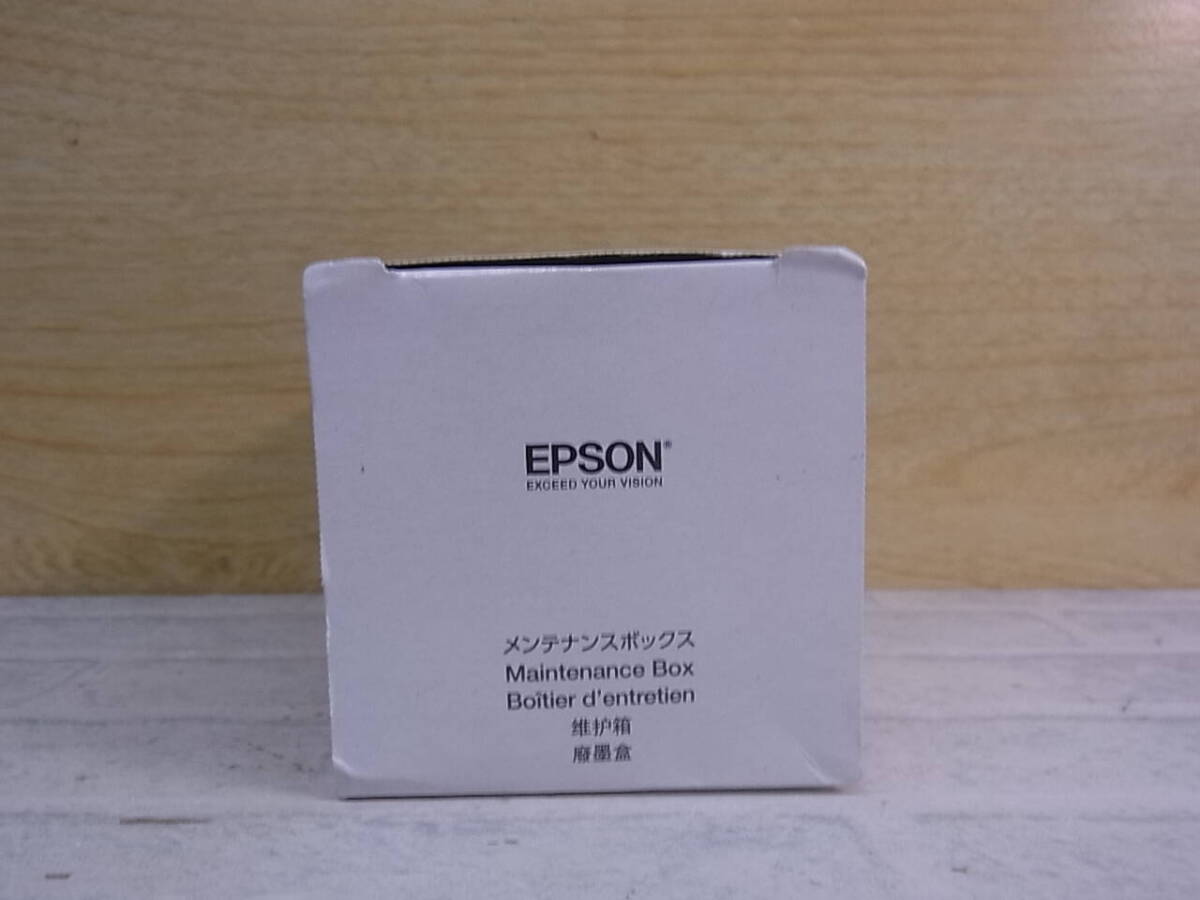 EPSON®
EXCEED YOUR VISION
メンテナンスボックス
Maintenance Box
Boîtier d'entretien
维护箱
廢墨盒